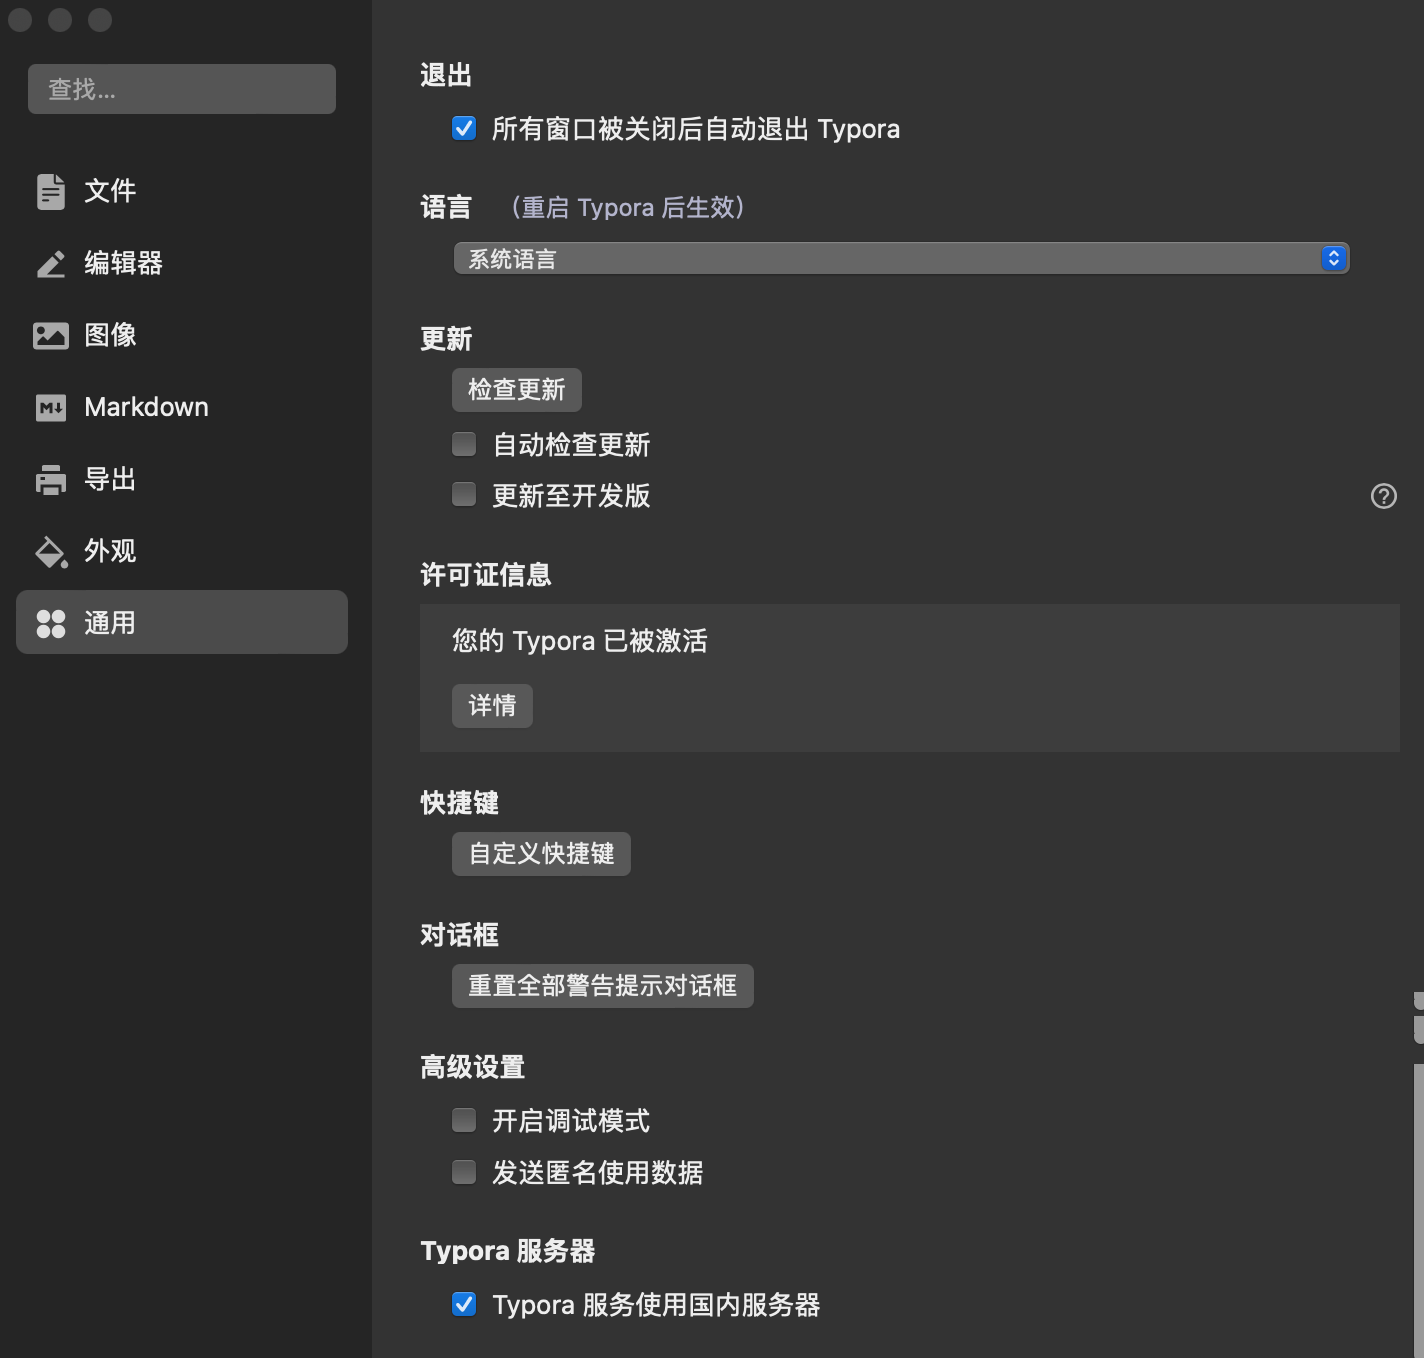 查找...
文件
编辑器
图像
Markdown
导出
外观
通用
退出
所有窗口被关闭后自动退出 Typora
语言 （重启 Typora 后生效）
系统语言
更新
检查更新
自动检查更新
更新至开发版
许可证信息
您的 Typora 已被激活
详情
快捷键
自定义快捷键
对话框
重置全部警告提示对话框
高级设置
开启调试模式
发送匿名使用数据
Typora 服务器
Typora 服务使用国内服务器